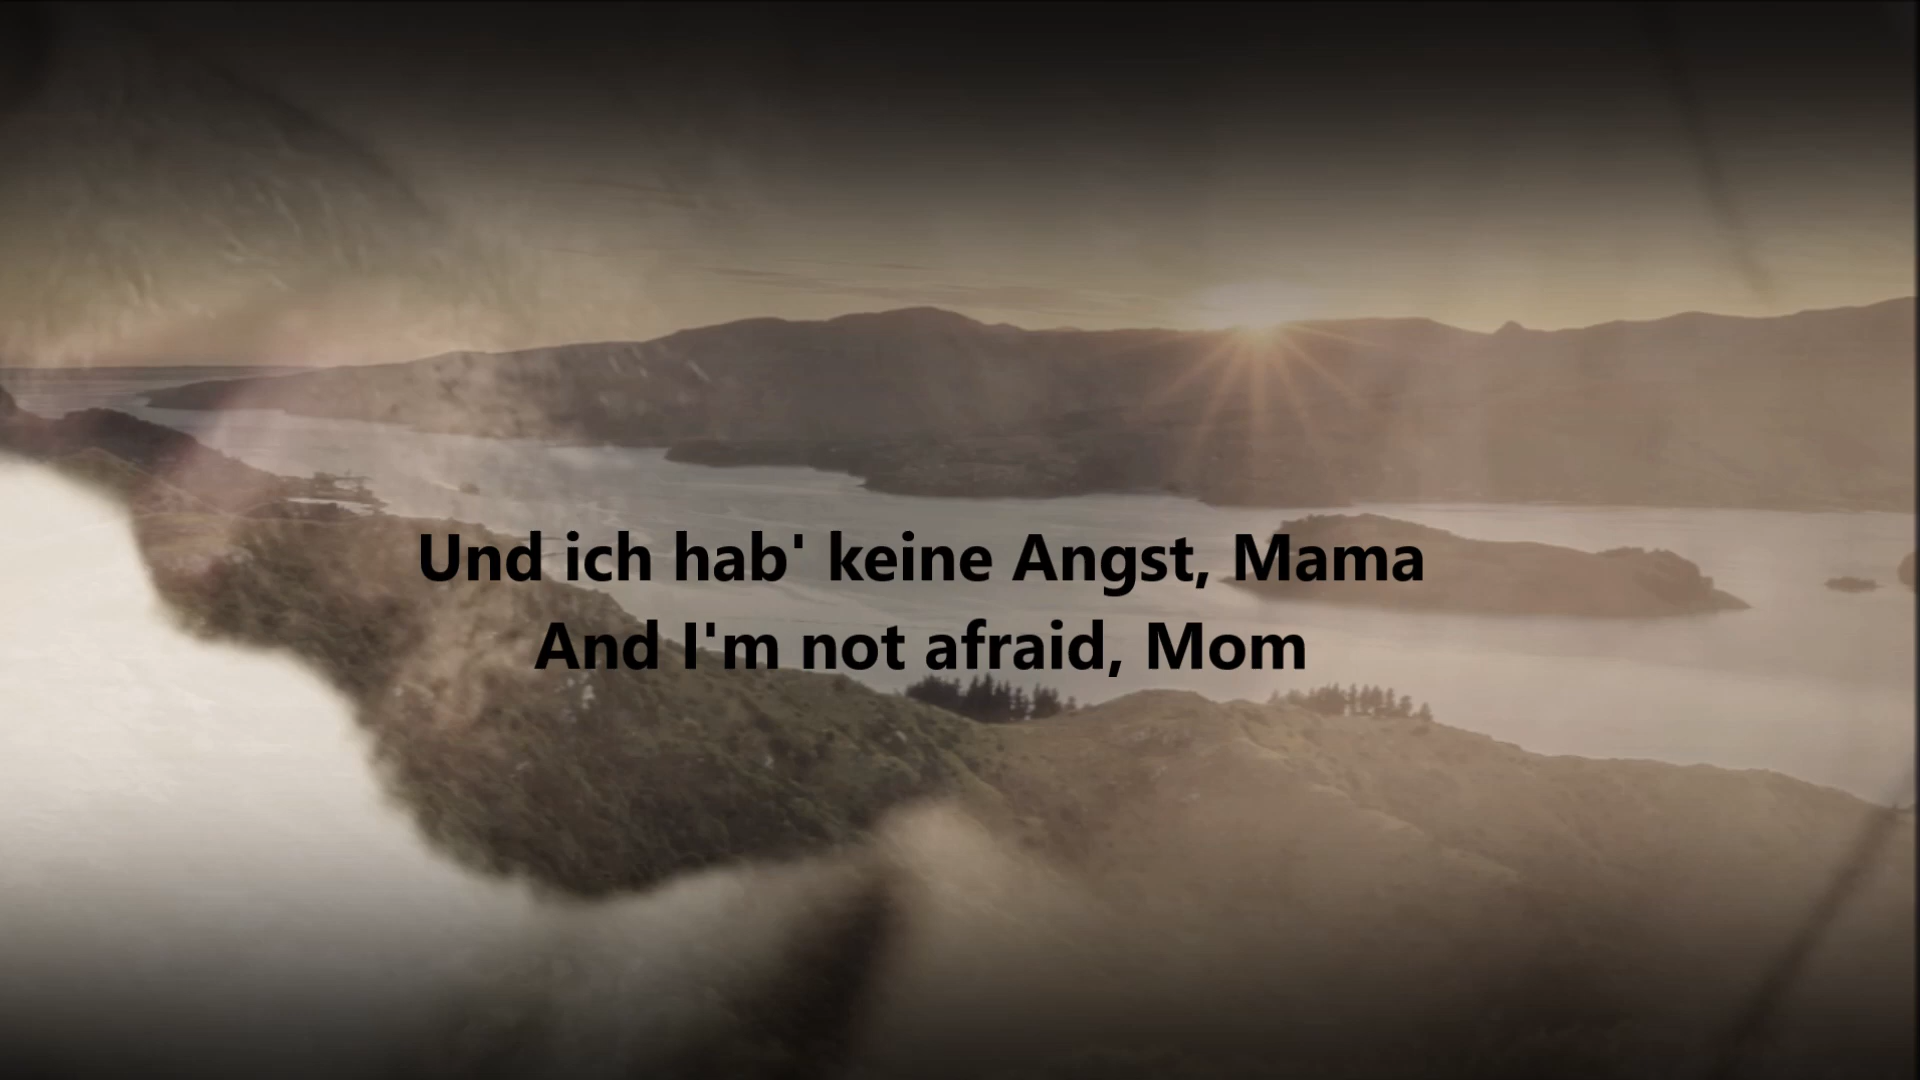 Und ich hab' keine Angst, Mama
And I'm not afraid, Mom